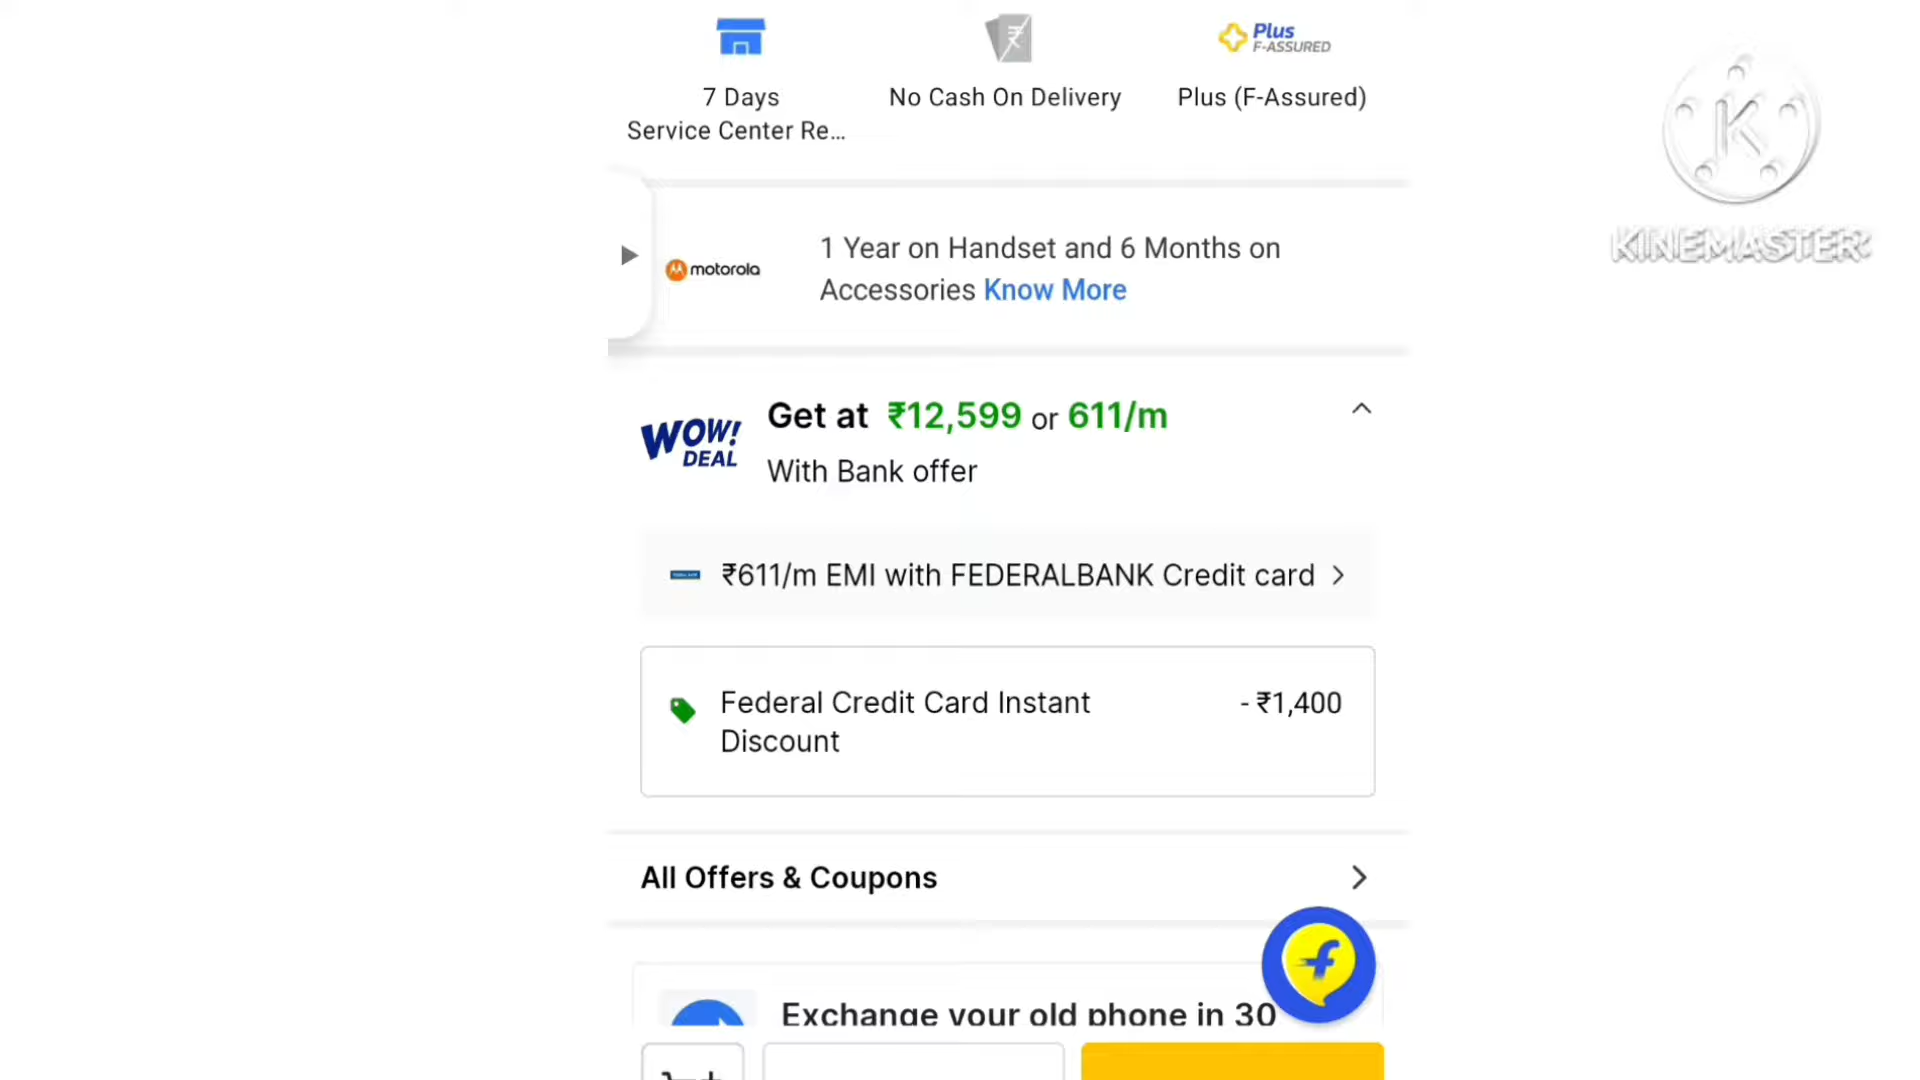 Plus
F-ASSURED
7 Days
Service Center Re...
No Cash On Delivery
Plus (F-Assured)
K
KINEMASTER
motorola
1 Year on Handset and 6 Months on
Accessories Know More
WOW!
DEAL
Get at ₹12,599 or 611/m
With Bank offer
₹611/m EMI with FEDERALBANK Credit card
Federal Credit Card Instant
Discount
- ₹1,400
All Offers & Coupons
Exchange your old phone in 30